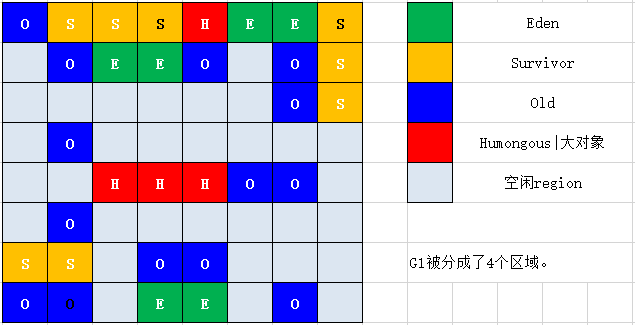 O S S S H E E S Eden
O E E O O S Survivor
O S Old
O Humongous|大对象
H H H O O 空闲region
O
S S O O G1被分成了4个区域。
O O E E O